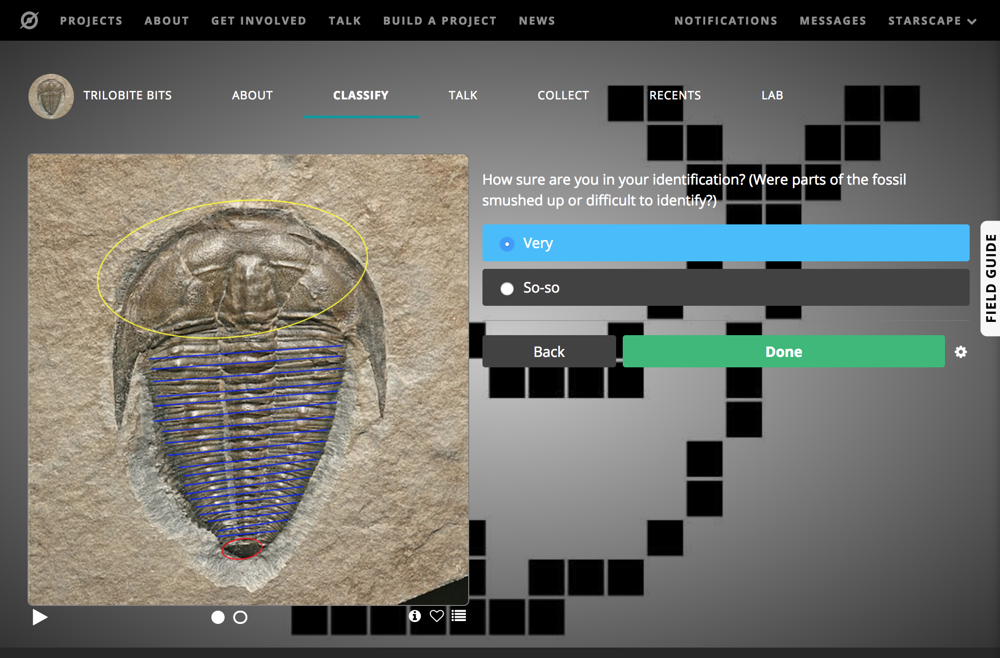 PROJECTS ABOUT GET INVOLVED TALK BUILD A PROJECT NEWS NOTIFICATIONS MESSAGES STARSCAPE
TRILOBITE BITS ABOUT CLASSIFY TALK COLLECT RECENTS LAB
How sure are you in your identification? (Were parts of the fossil
smushed up or difficult to identify?)
Very
So-so
Back Done
FIELD GUIDE